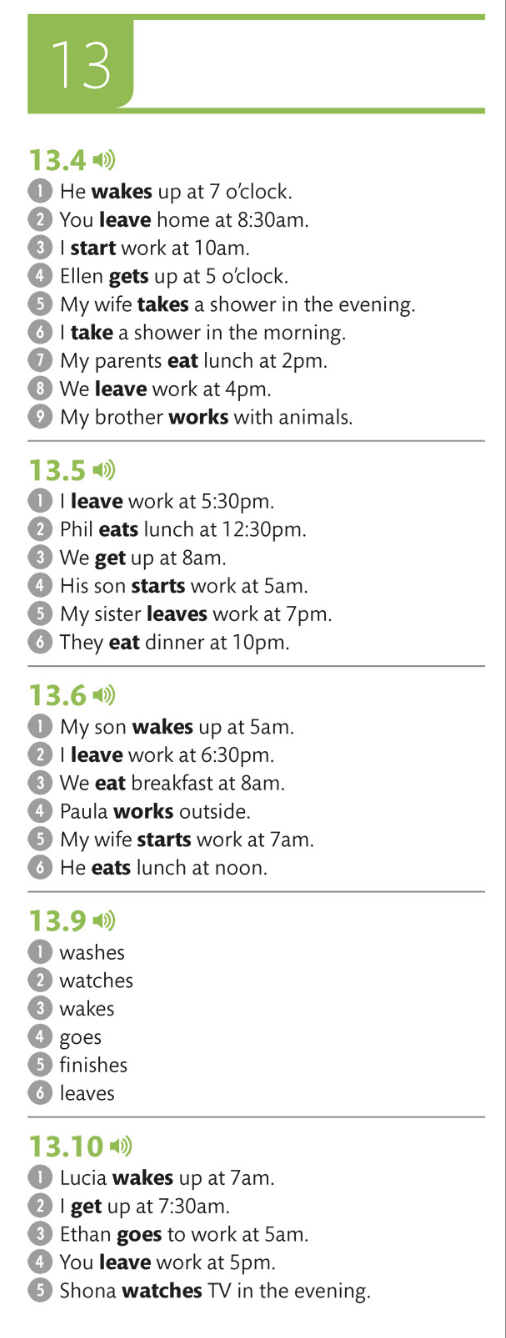 13
13.4
1 He wakes up at 7 o’clock.
2 You leave home at 8:30am.
3 I start work at 10am.
4 Ellen gets up at 5 o’clock.
5 My wife takes a shower in the evening.
6 I take a shower in the morning.
7 My parents eat lunch at 2pm.
8 We leave work at 4pm.
9 My brother works with animals.
13.5
1 I leave work at 5:30pm.
2 Phil eats lunch at 12:30pm.
3 We get up at 8am.
4 His son starts work at 5am.
5 My sister leaves work at 7pm.
6 They eat dinner at 10pm.
13.6
1 My son wakes up at 5am.
2 I leave work at 6:30pm.
3 We eat breakfast at 8am.
4 Paula works outside.
5 My wife starts work at 7am.
6 He eats lunch at noon.
13.9
1 washes
2 watches
3 wakes
4 goes
5 finishes
6 leaves
13.10
1 Lucia wakes up at 7am.
2 I get up at 7:30am.
3 Ethan goes to work at 5am.
4 You leave work at 5pm.
5 Shona watches TV in the evening.